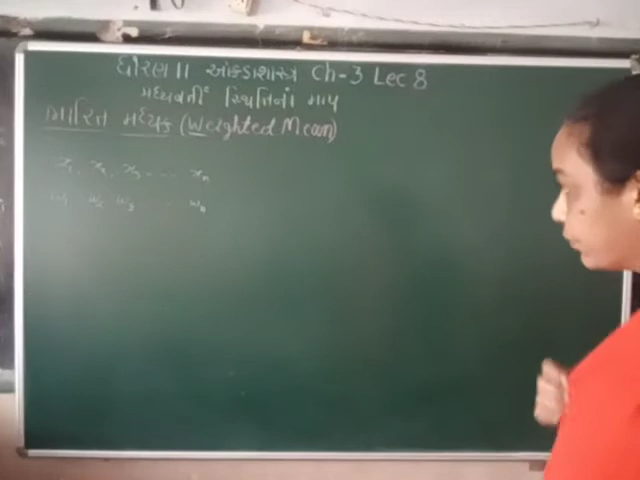 ધોરણ 11 આંકડાશાસ્ત્ર Ch-3 Lec 8
મધ્યવર્તી સ્થિતિનાં માપ
ભારિત મધ્યક (Weighted Mean)
x₁, x₂, x₃ ... xₙ
w₁ w₂ w₃ ... wₙ